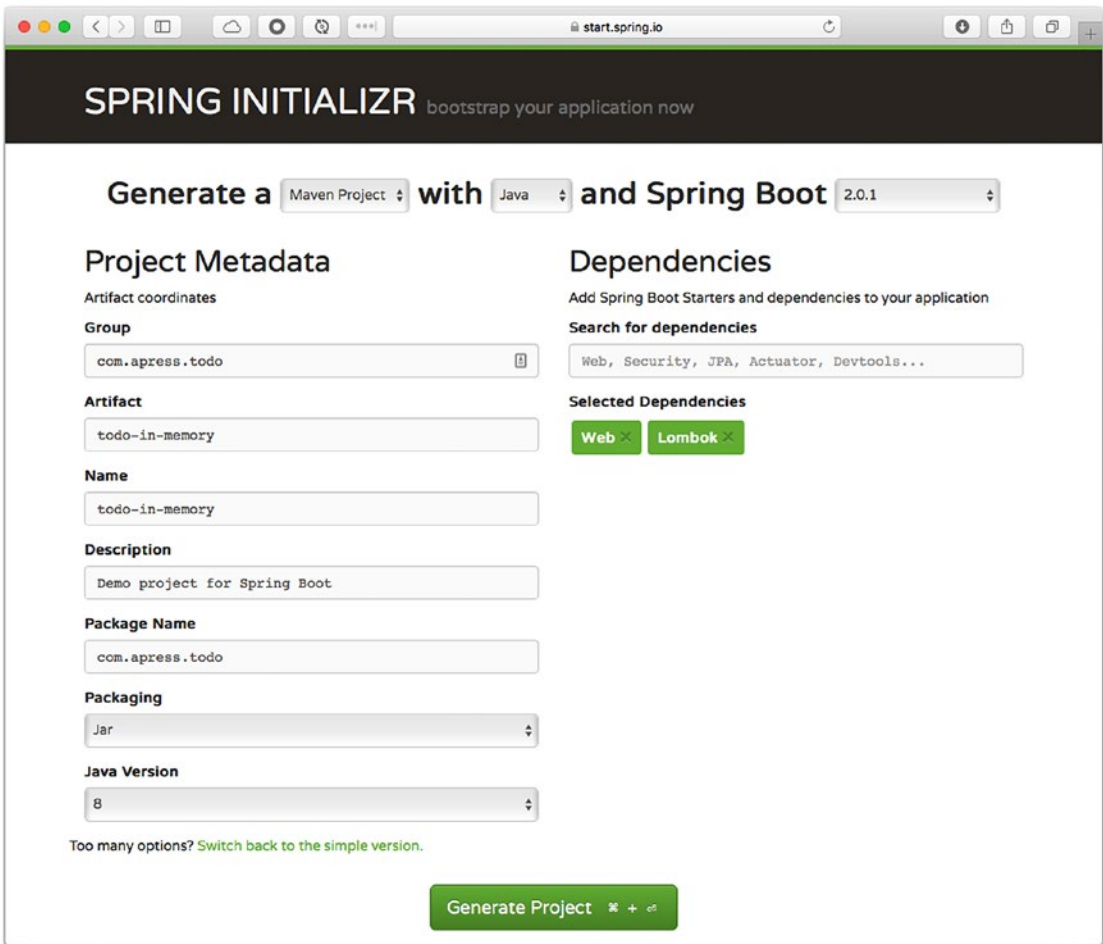 start.spring.io
SPRING INITIALIZR bootstrap your application now
Generate a Maven Project with Java and Spring Boot 2.0.1
Project Metadata
Artifact coordinates
Group
com.apress.todo
Artifact
todo-in-memory
Name
todo-in-memory
Description
Demo project for Spring Boot
Package Name
com.apress.todo
Packaging
Jar
Java Version
8
Too many options? Switch back to the simple version.
Dependencies
Add Spring Boot Starters and dependencies to your application
Search for dependencies
Web, Security, JPA, Actuator, Devtools...
Selected Dependencies
Web × Lombok ×
Generate Project ⌘ + ⏎